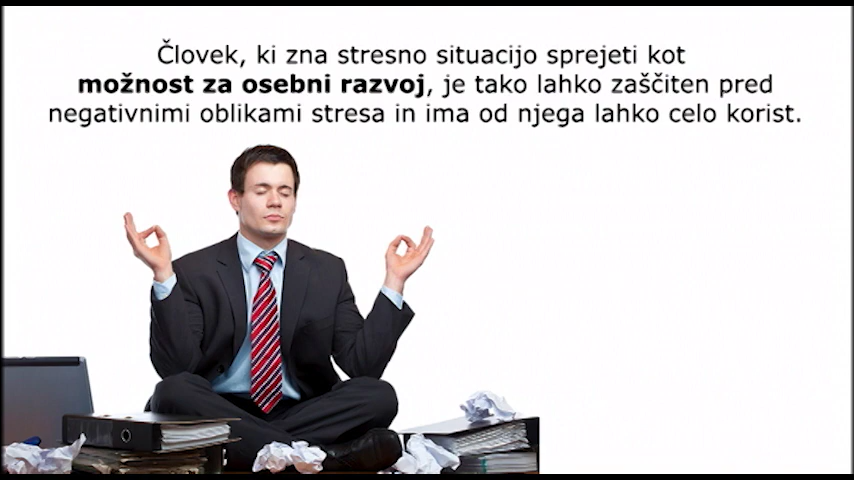 Človek, ki zna stresno situacijo sprejeti kot
možnost za osebni razvoj, je tako lahko zaščiten pred
negativnimi oblikami stresa in ima od njega lahko celo korist.